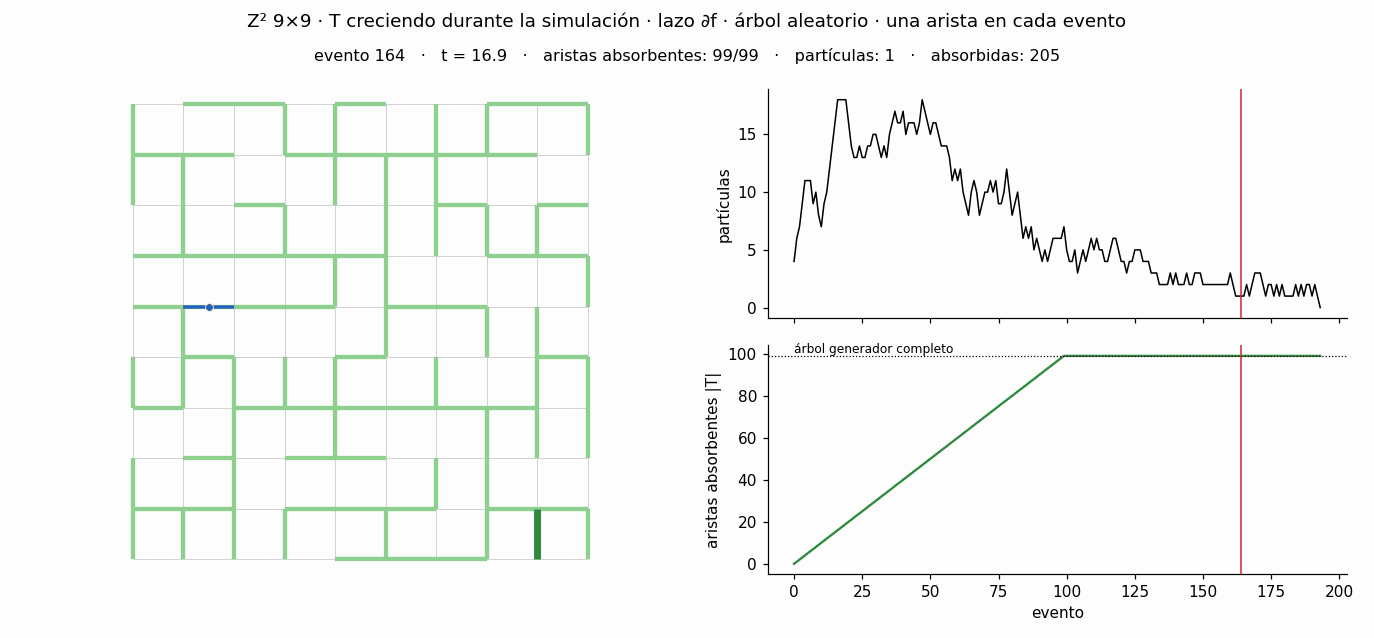 Z² 9×9 · T creciendo durante la simulación · lazo ∂f · árbol aleatorio · una arista en cada evento
evento 164 · t = 16.9 · aristas absorbentes: 99/99 · partículas: 1 · absorbidas: 205
15
10
5
0
partículas
árbol generador completo
100
80
60
40
20
0
aristas absorbentes |T|
0 25 50 75 100 125 150 175 200
evento